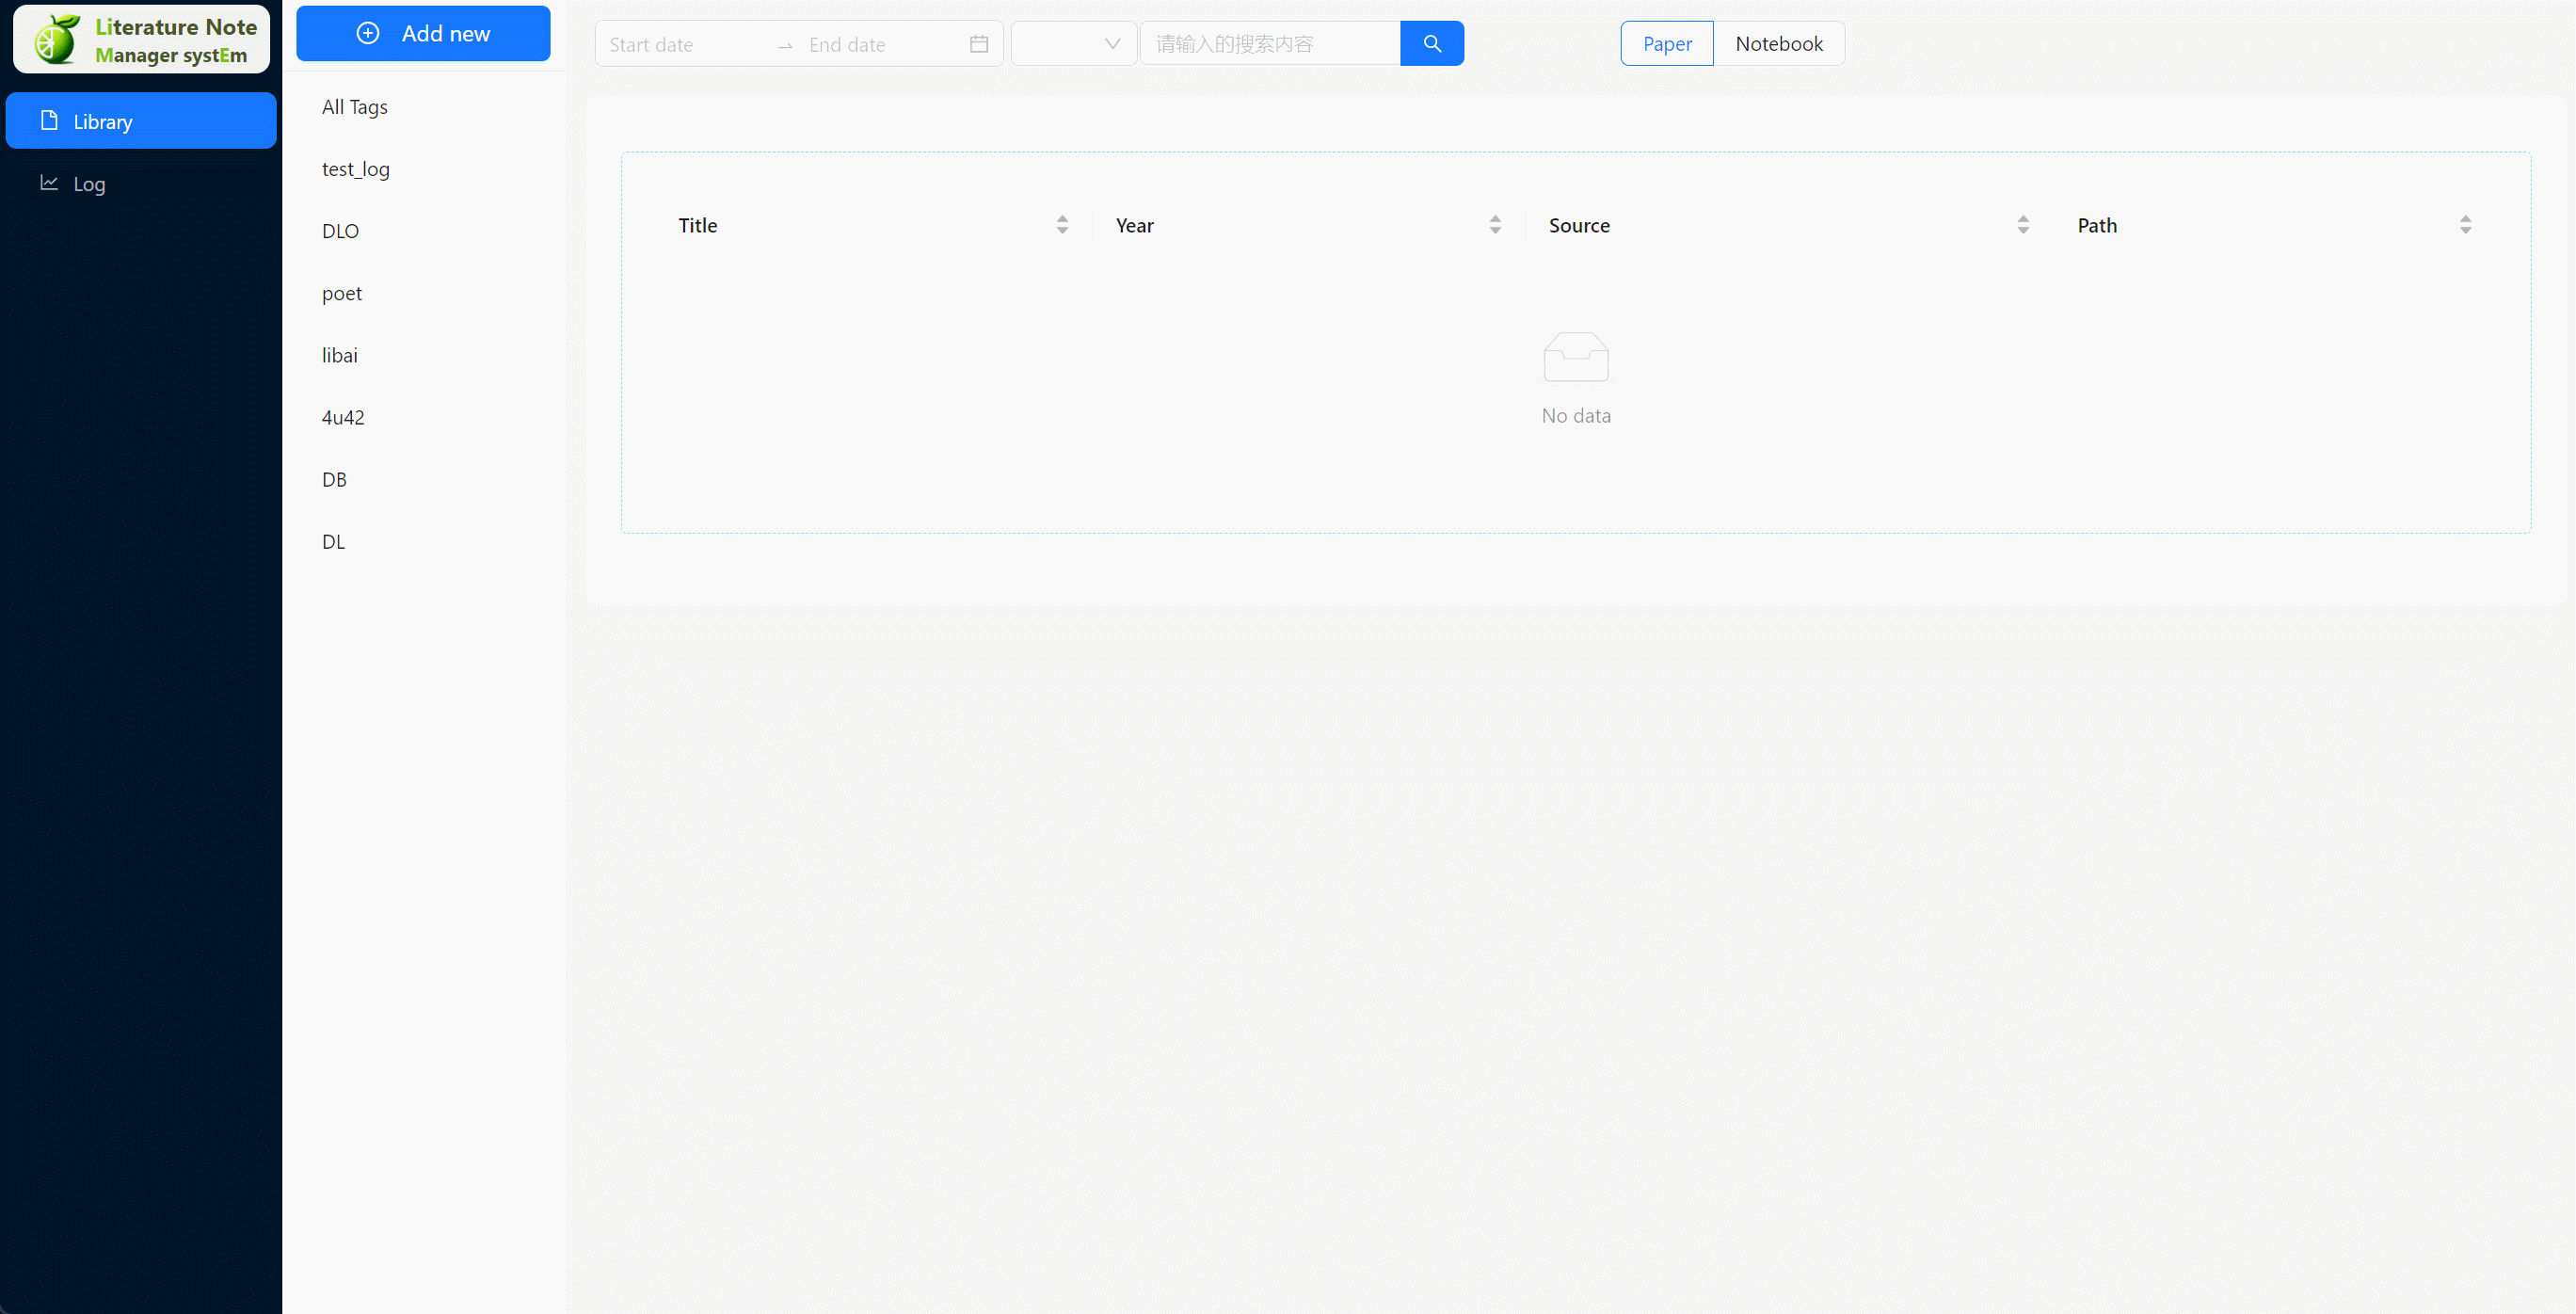 Literature Note
Manager systEm
Library
Log
Add new
All Tags
test_log
DLO
poet
libai
4u42
DB
DL
Start date
End date
请输入的搜索内容
Paper
Notebook
Title
Year
Source
Path
No data